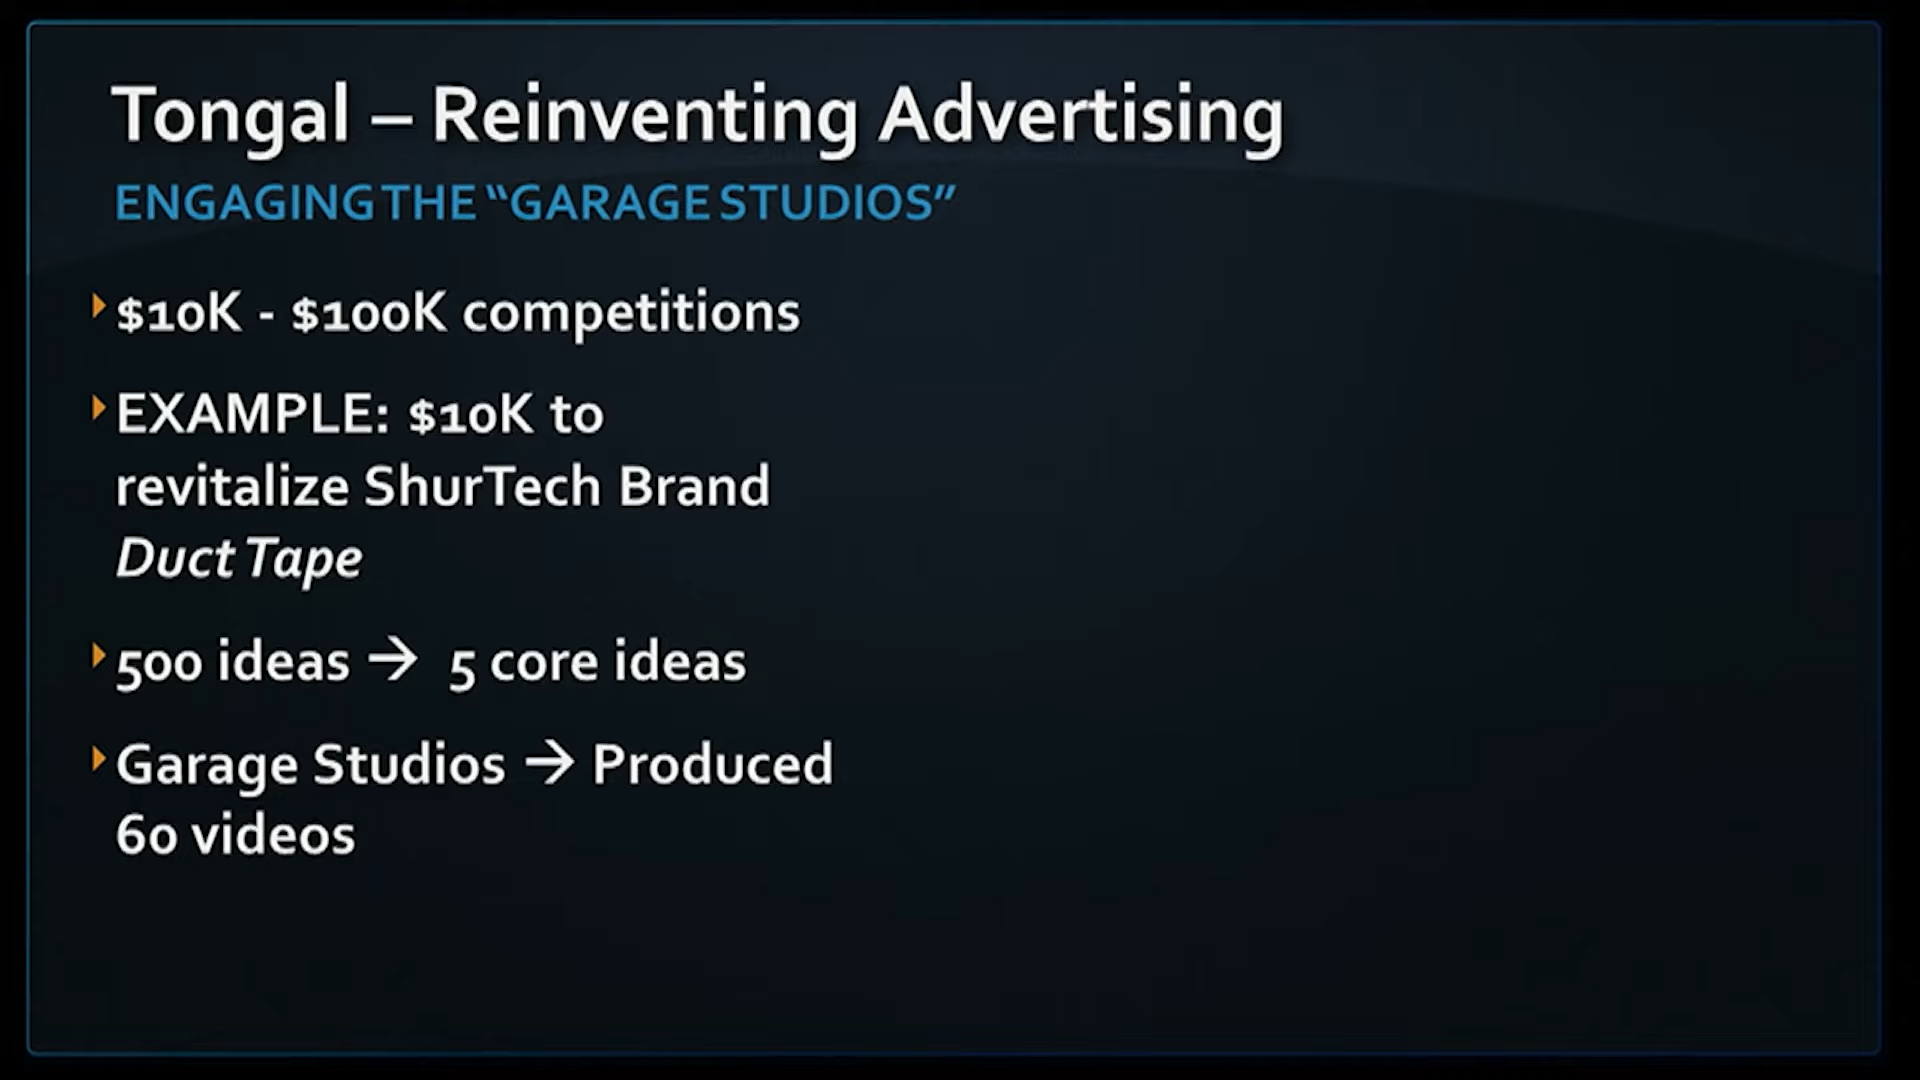 Tongal – Reinventing Advertising
ENGAGING THE “GARAGE STUDIOS”
$10K - $100K competitions
EXAMPLE: $10K to
revitalize ShurTech Brand
Duct Tape
500 ideas → 5 core ideas
Garage Studios → Produced
60 videos